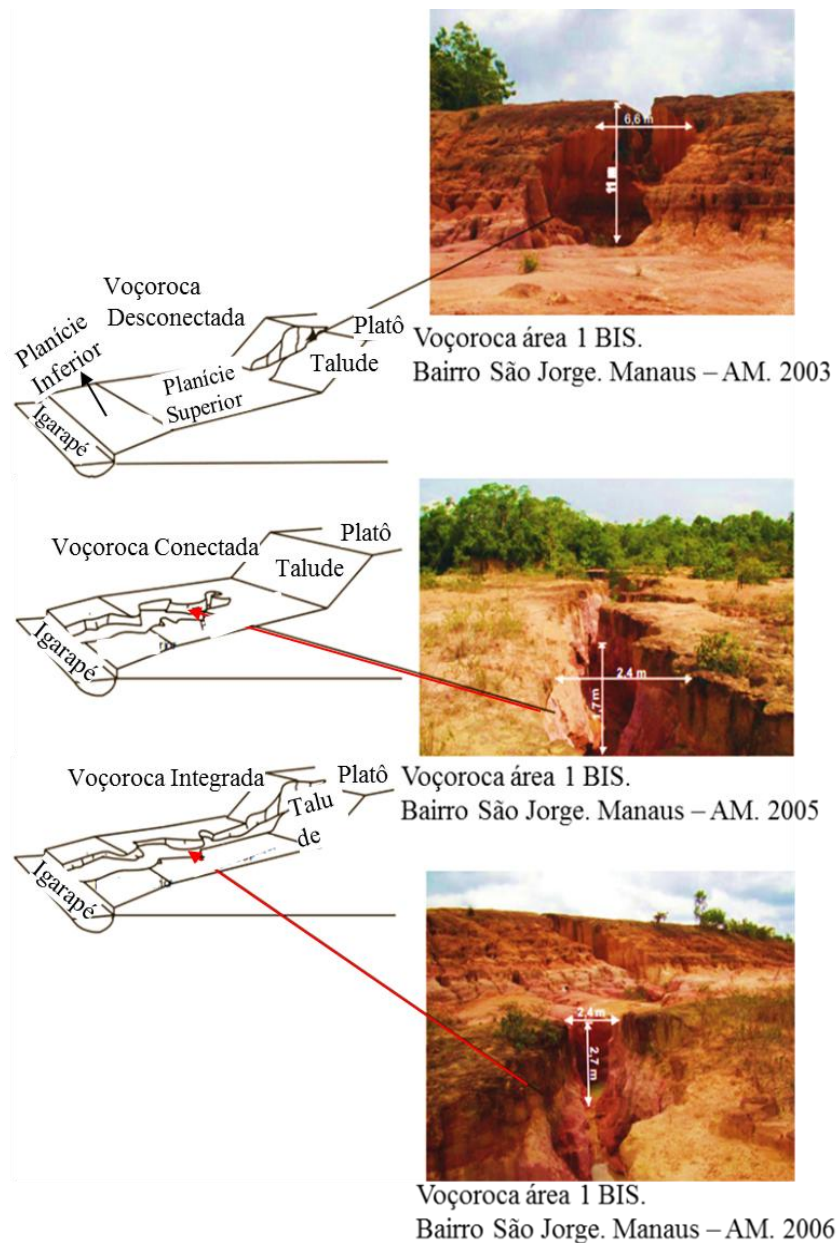 6,6 m
11 m
Voçoroca
Desconectada
Platô
Talude
Planície
Inferior
Planície
Superior
Igarapé
Voçoroca área 1 BIS.
Bairro São Jorge. Manaus – AM. 2003
Voçoroca Conectada
Platô
Talude
Igarapé
2,4 m
1,7 m
Voçoroca área 1 BIS.
Bairro São Jorge. Manaus – AM. 2005
Voçoroca Integrada
Platô
Talu
de
Igarapé
2,4 m
2,7 m
Voçoroca área 1 BIS.
Bairro São Jorge. Manaus – AM. 2006